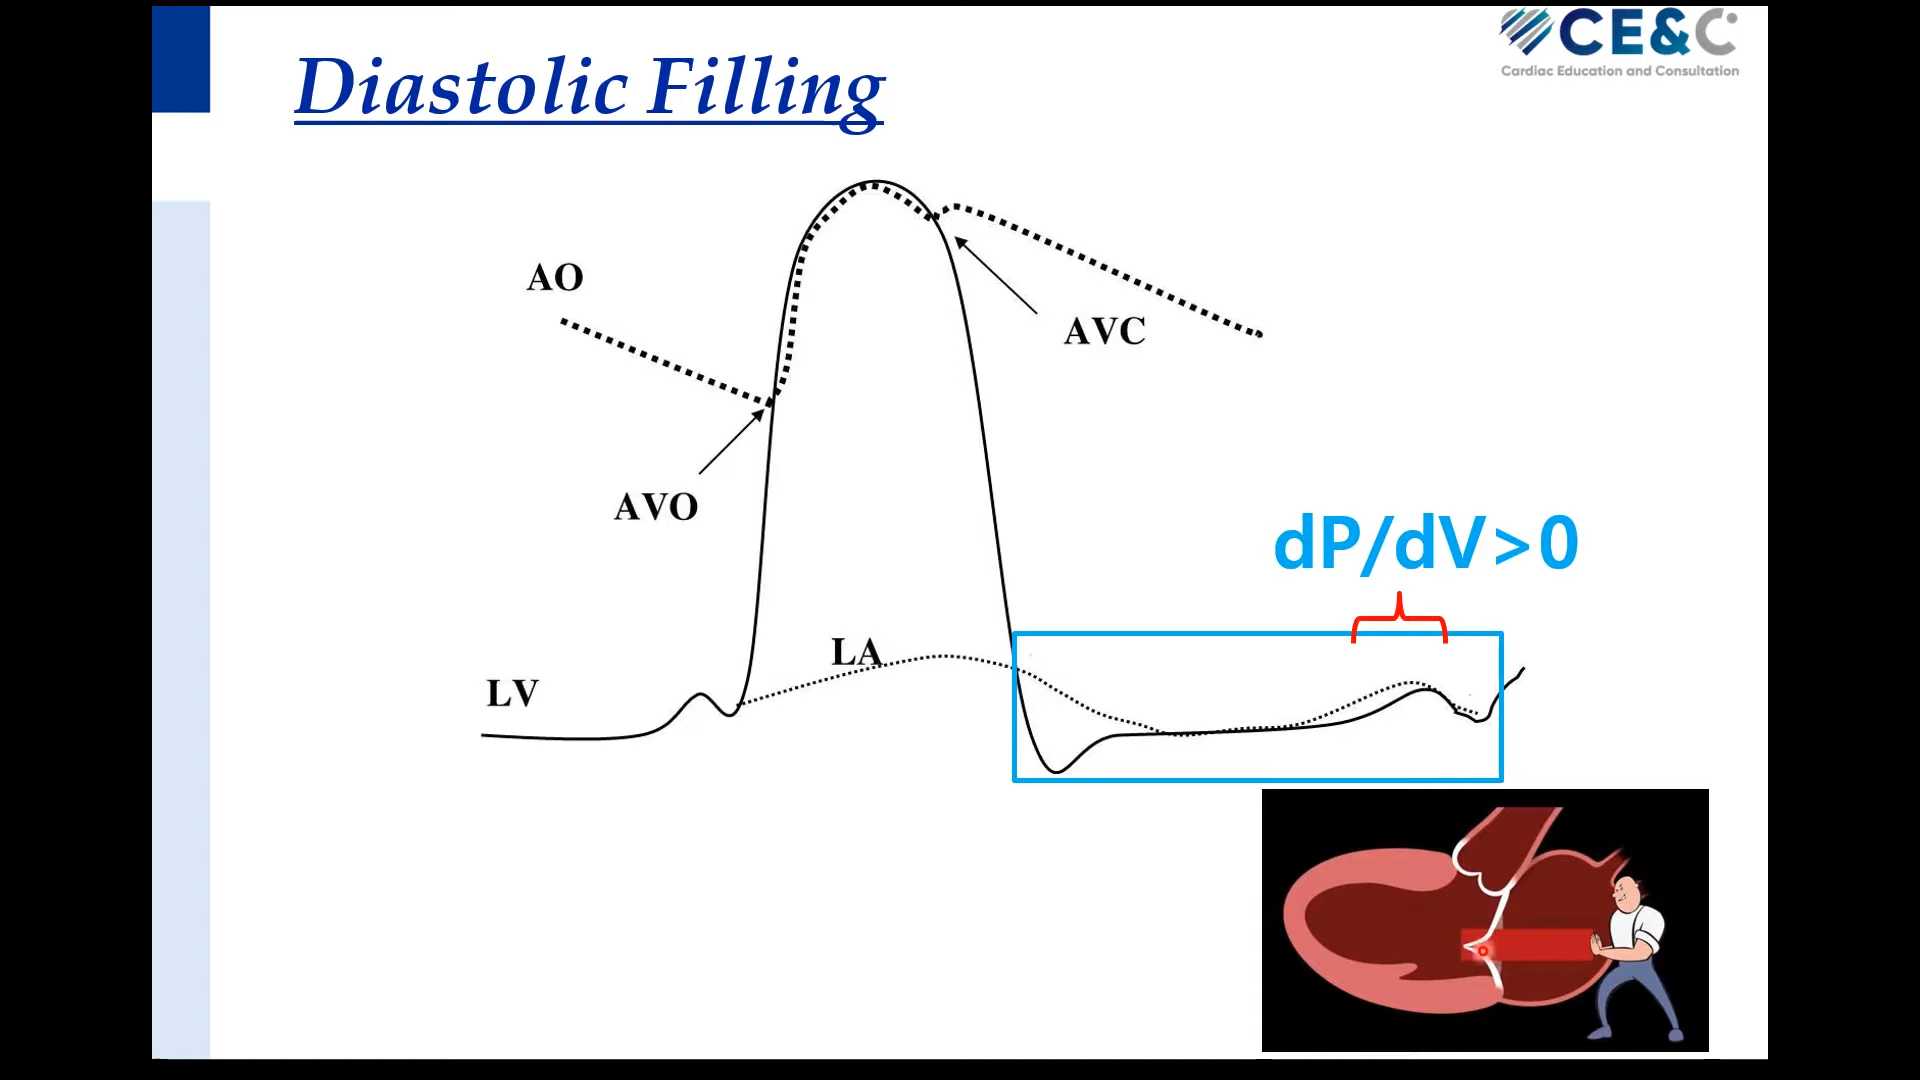 CE&C
Cardiac Education and Consultation
Diastolic Filling
AO
AVC
AVO
dP/dV>0
LA
LV